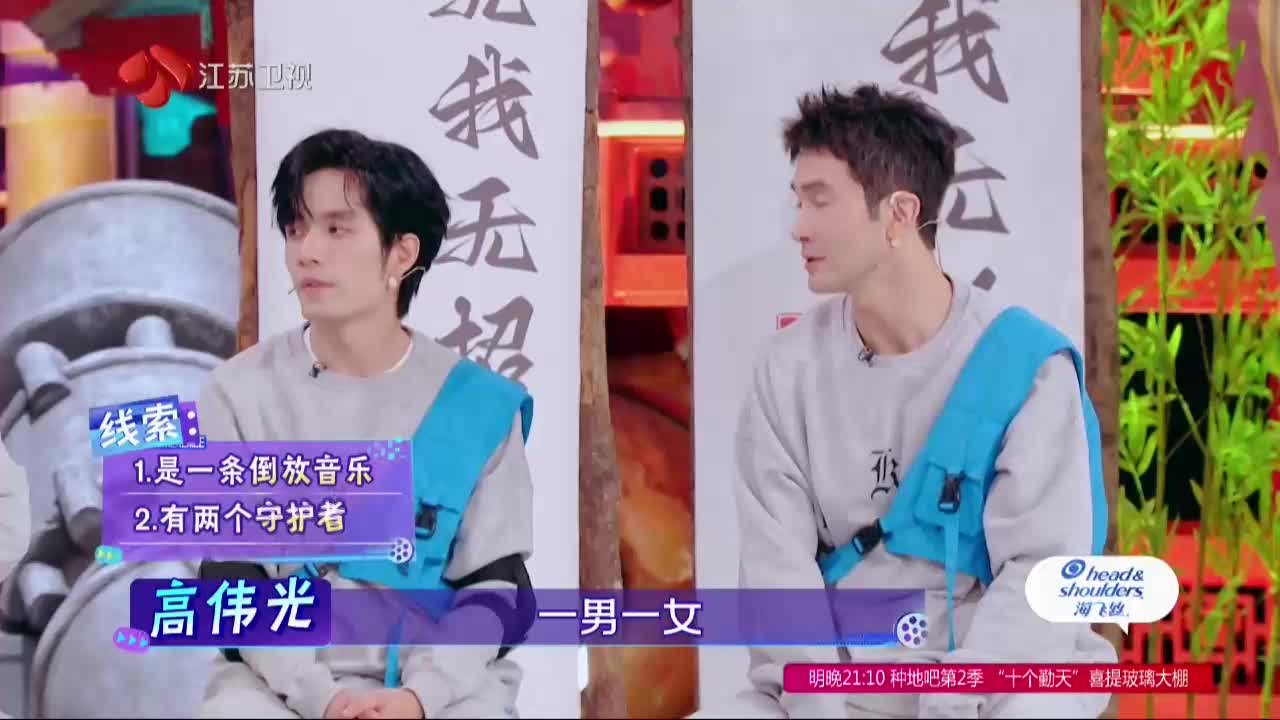 江苏卫视
无我无招
我无
线索：
1.是一条倒放音乐
2.有两个守护者
高伟光
一男一女
head&
shoulders
海飞丝
明晚21:10 种地吧第2季 “十个勤天”喜提玻璃大棚